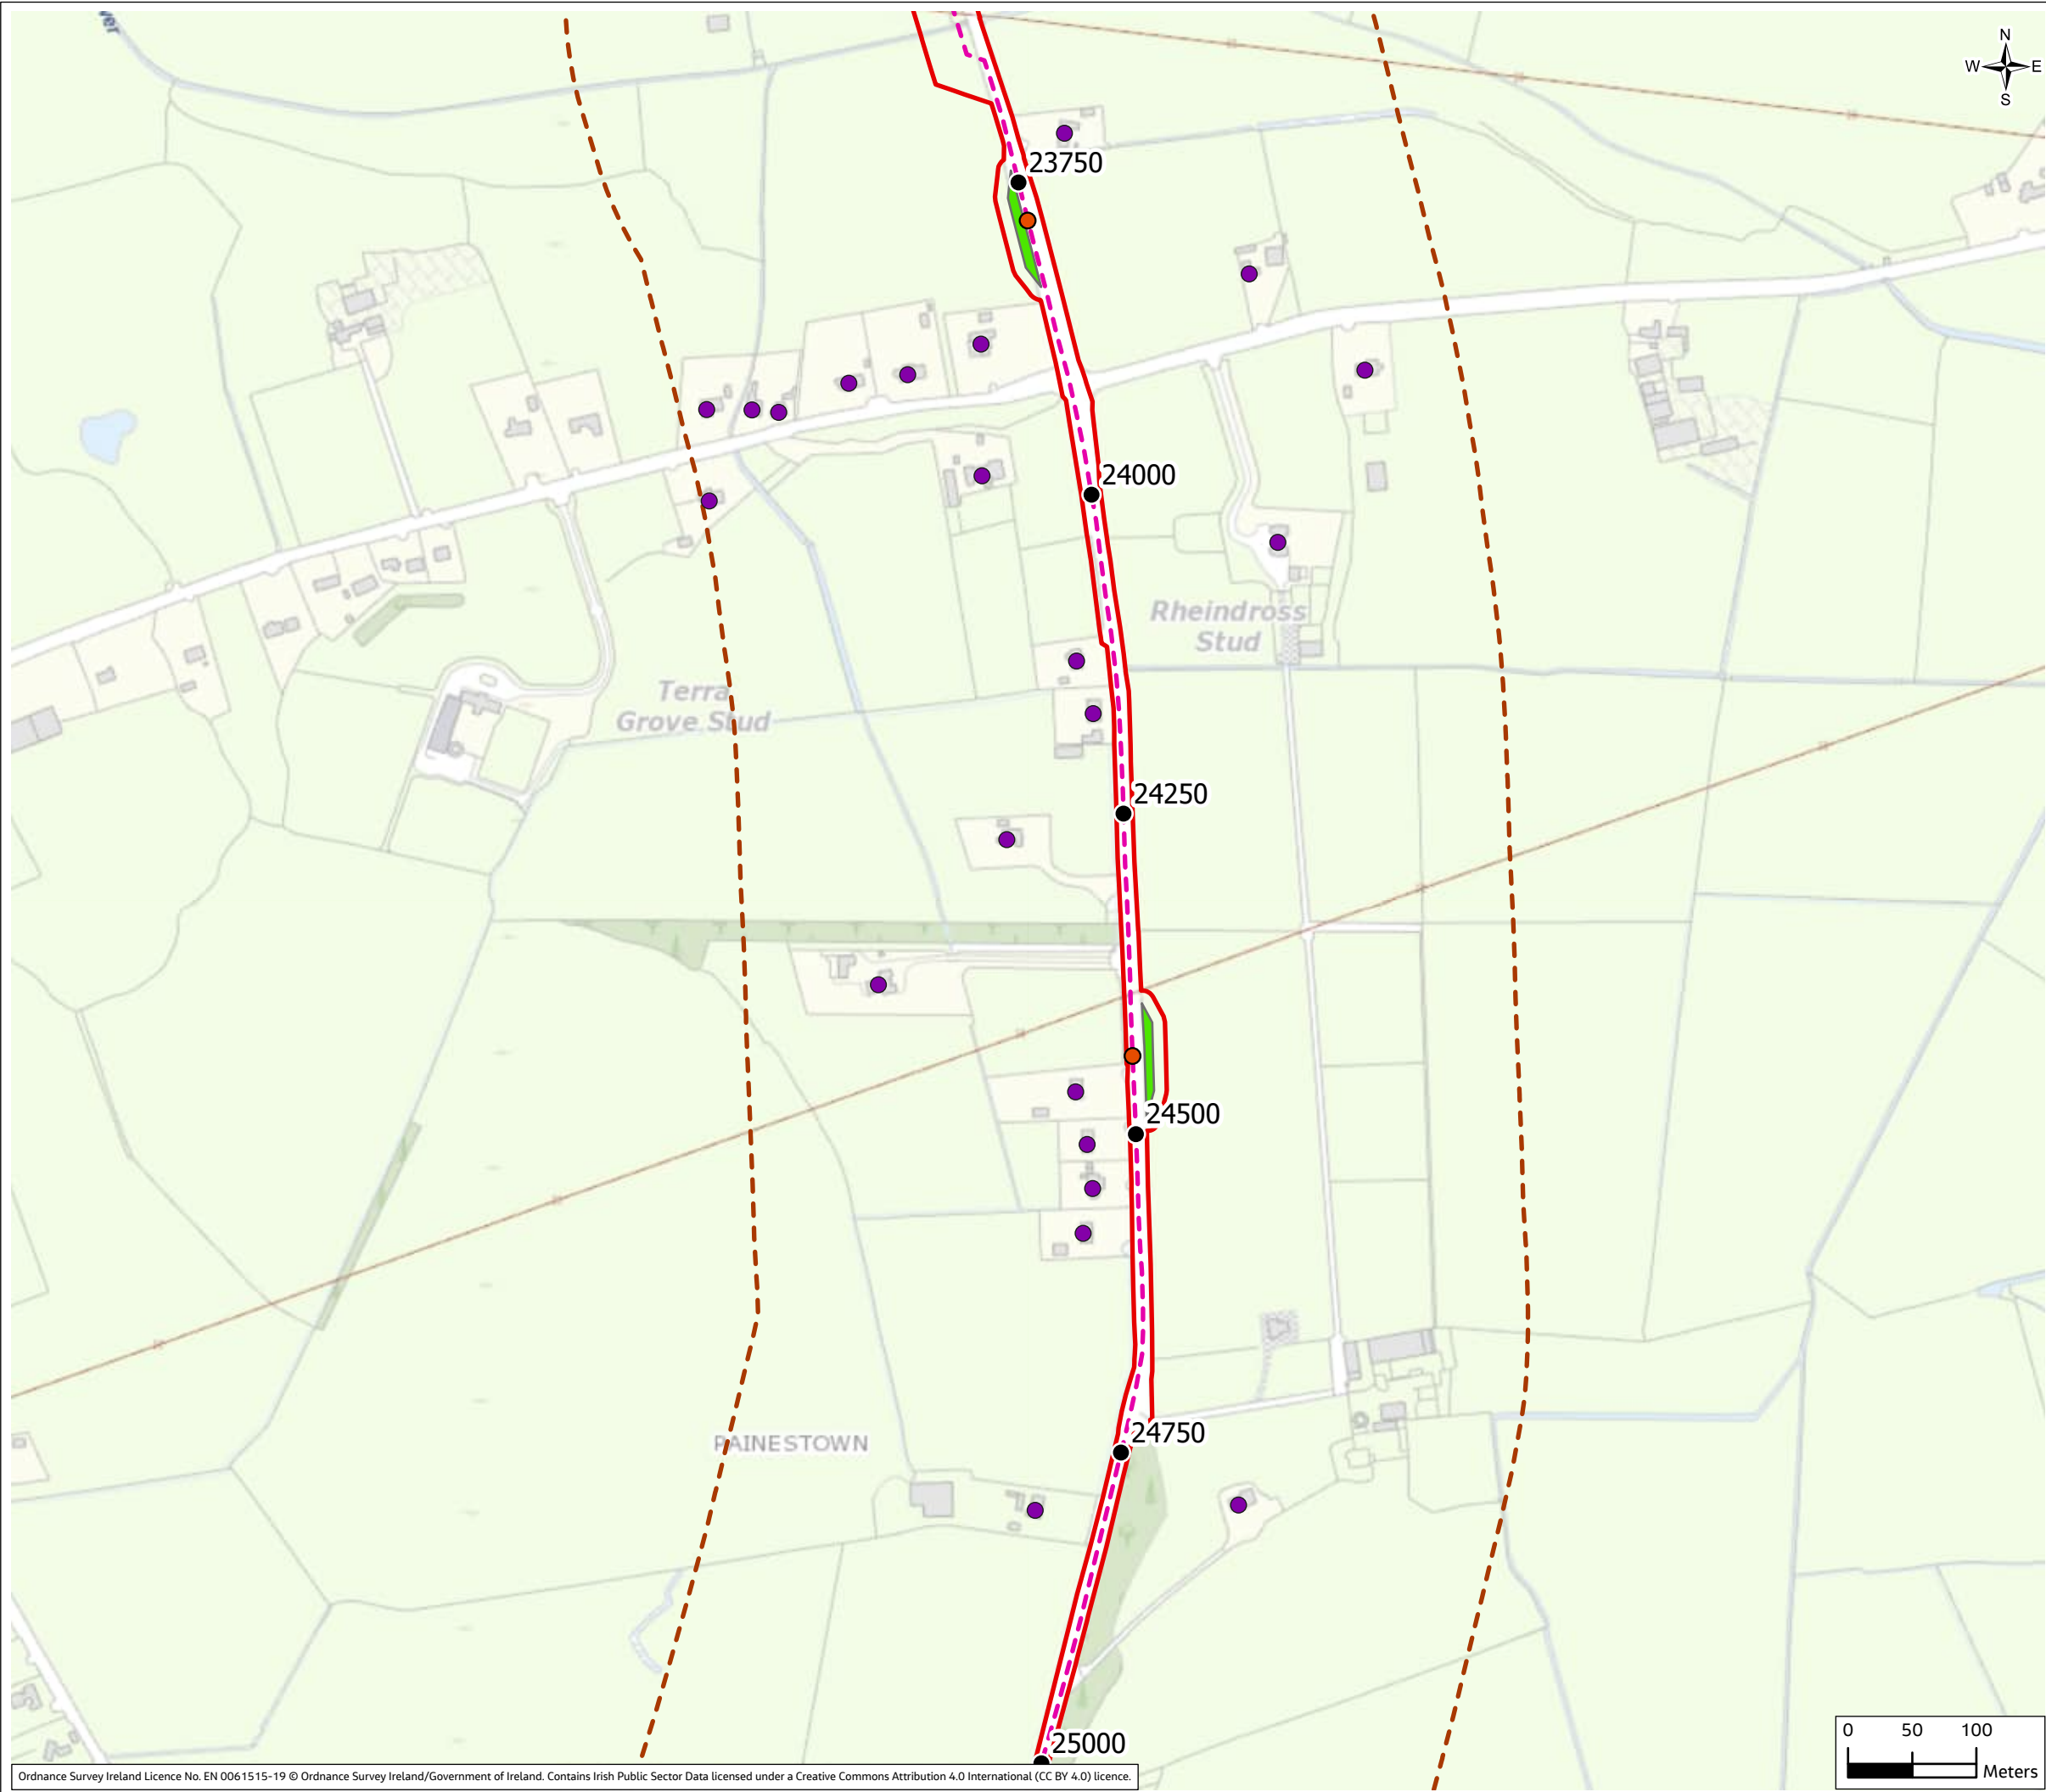 N
W E
S
23750
24000
Rheindross
Stud
Terra
Grove Stud
24250
24500
24750
PAINESTOWN
25000
0 50 100
Meters
Ordnance Survey Ireland Licence No. EN 0061515-19 © Ordnance Survey Ireland/Government of Ireland. Contains Irish Public Sector Data licensed under a Creative Commons Attribution 4.0 International (CC BY 4.0) licence.